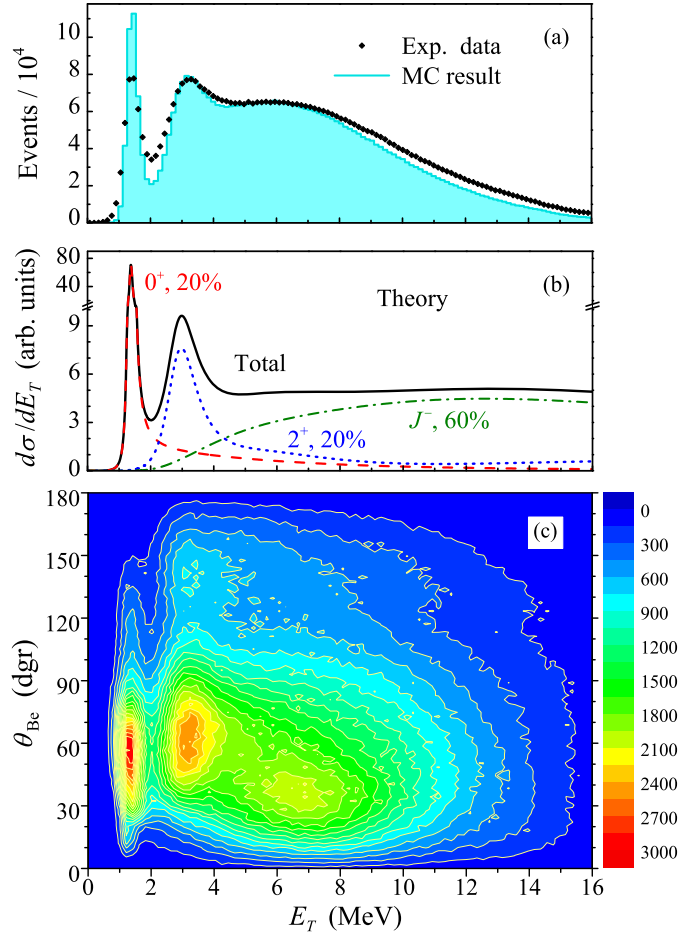 Events / 10⁴
10
8
6
4
2
0
Exp. data
MC result
(a)
dσ/dE_T (arb. units)
80
40
9
6
3
0
0⁺, 20%
Theory
(b)
Total
2⁺, 20%
J⁻, 60%
θ_Be (dgr)
180
150
120
90
60
30
0
(c)
0
300
600
900
1200
1500
1800
2100
2400
2700
3000
0 2 4 6 8 10 12 14 16
E_T (MeV)